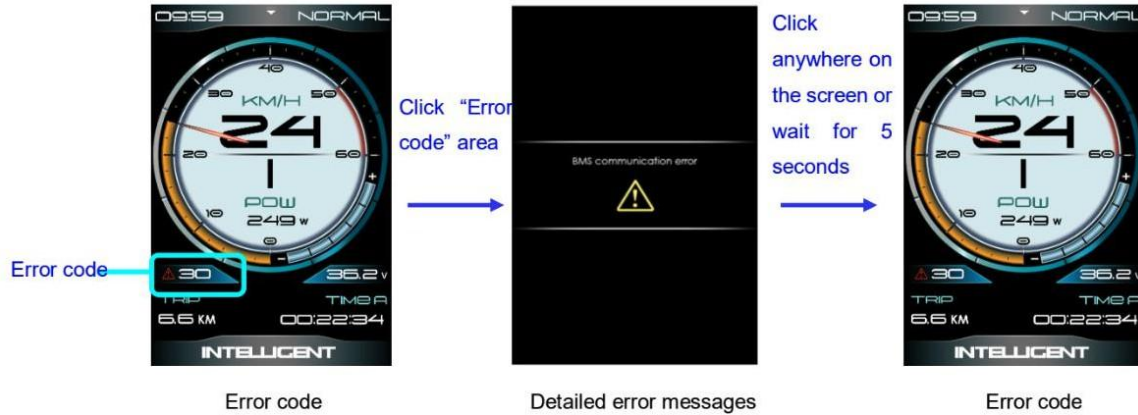 09:59 NORMAL
40
30 50
KM/H
24
20 60
1
+
POW
10 249 W
0
-
Error code
30 36.2 V
TRIP TIME A
6.6 KM 00:22:34
INTELLIGENT
Error code
Click "Error
code" area
BMS communication error
Detailed error messages
Click
anywhere on
the screen or
wait for 5
seconds
09:59 NORMAL
40
30 50
KM/H
24
20 60
1
+
POW
10 249 W
0
-
30 36.2 V
TRIP TIME A
6.6 KM 00:22:34
INTELLIGENT
Error code